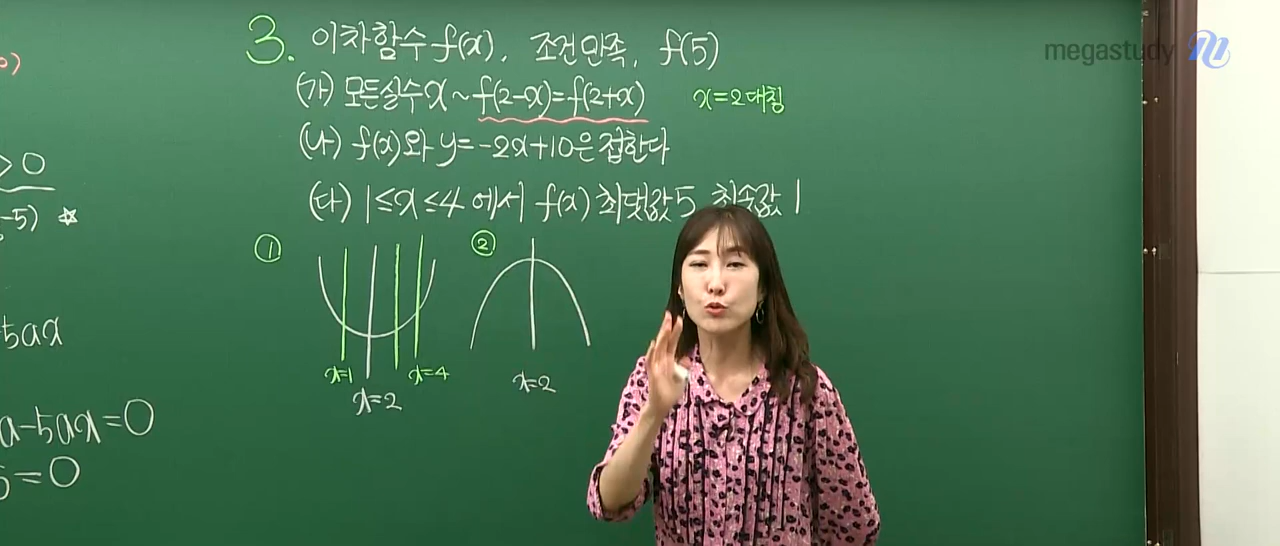 3. 이차함수 f(x), 조건만족, f(5)
(가) 모든실수 x ~ f(2-x)=f(2+x) x=2 대칭
(나) f(x)와 y=-2x+10은 접한다
(다) 1≤x≤4 에서 f(x) 최댓값 5, 최솟값 1
① ②
x=1 x=4
x=2 x=2
>0
-5) ☆
5ax
a-5ax=0
=0
megastudy